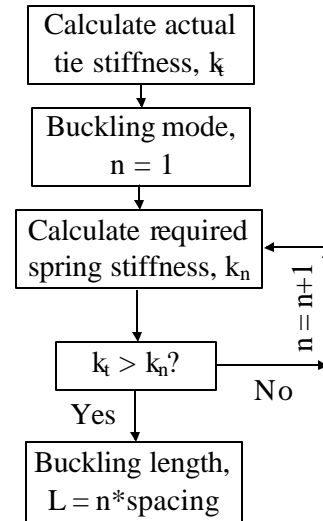 Calculate actual
tie stiffness, kt
Buckling mode,
n = 1
Calculate required
spring stiffness, kn
n = n+1
kt > kn?
No
Yes
Buckling length,
L = n*spacing